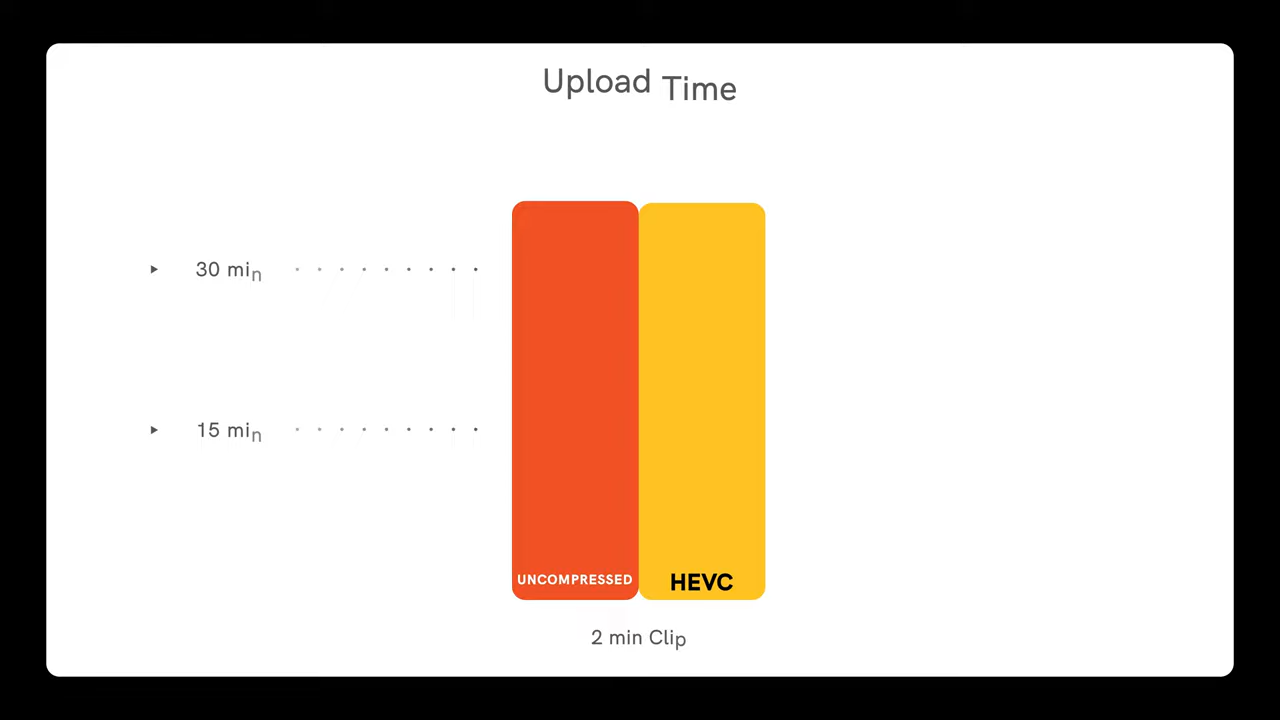 Upload Time
30 min
15 min
UNCOMPRESSED
HEVC
2 min Clip